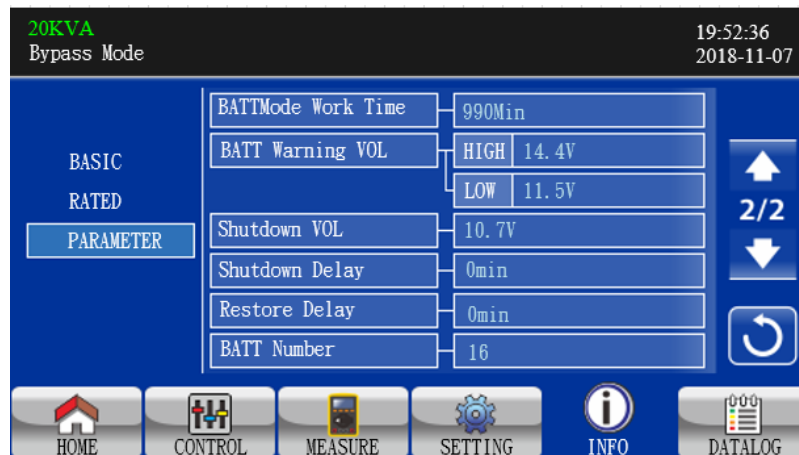 20KVA
Bypass Mode
19:52:36
2018-11-07
BASIC
RATED
PARAMETER
BATTMode Work Time 990Min
BATT Warning VOL HIGH 14.4V
LOW 11.5V
Shutdown VOL 10.7V
Shutdown Delay 0min
Restore Delay 0min
BATT Number 16
2/2
HOME CONTROL MEASURE SETTING INFO DATALOG